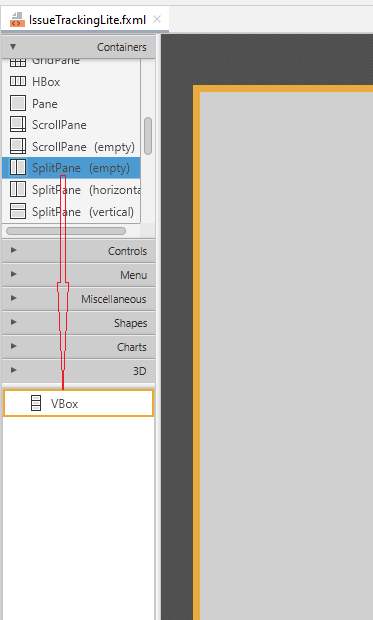 IssueTrackingLite.fxml
Containers
GridPane
HBox
Pane
ScrollPane
ScrollPane (empty)
SplitPane (empty)
SplitPane (horizonta
SplitPane (vertical)
Controls
Menu
Miscellaneous
Shapes
Charts
3D
VBox